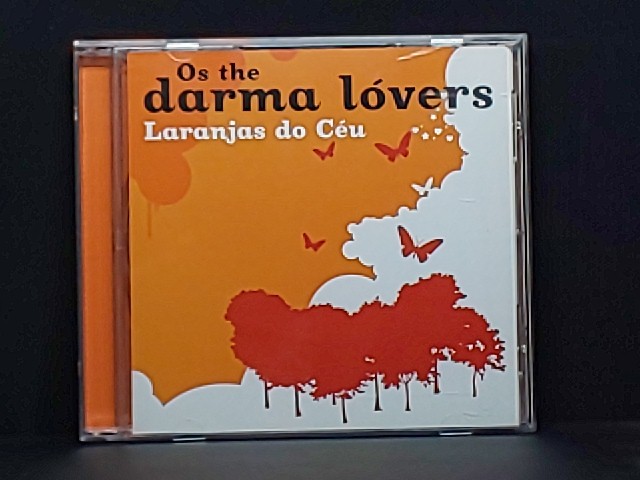 Os the
darma lóvers
Laranjas do Céu